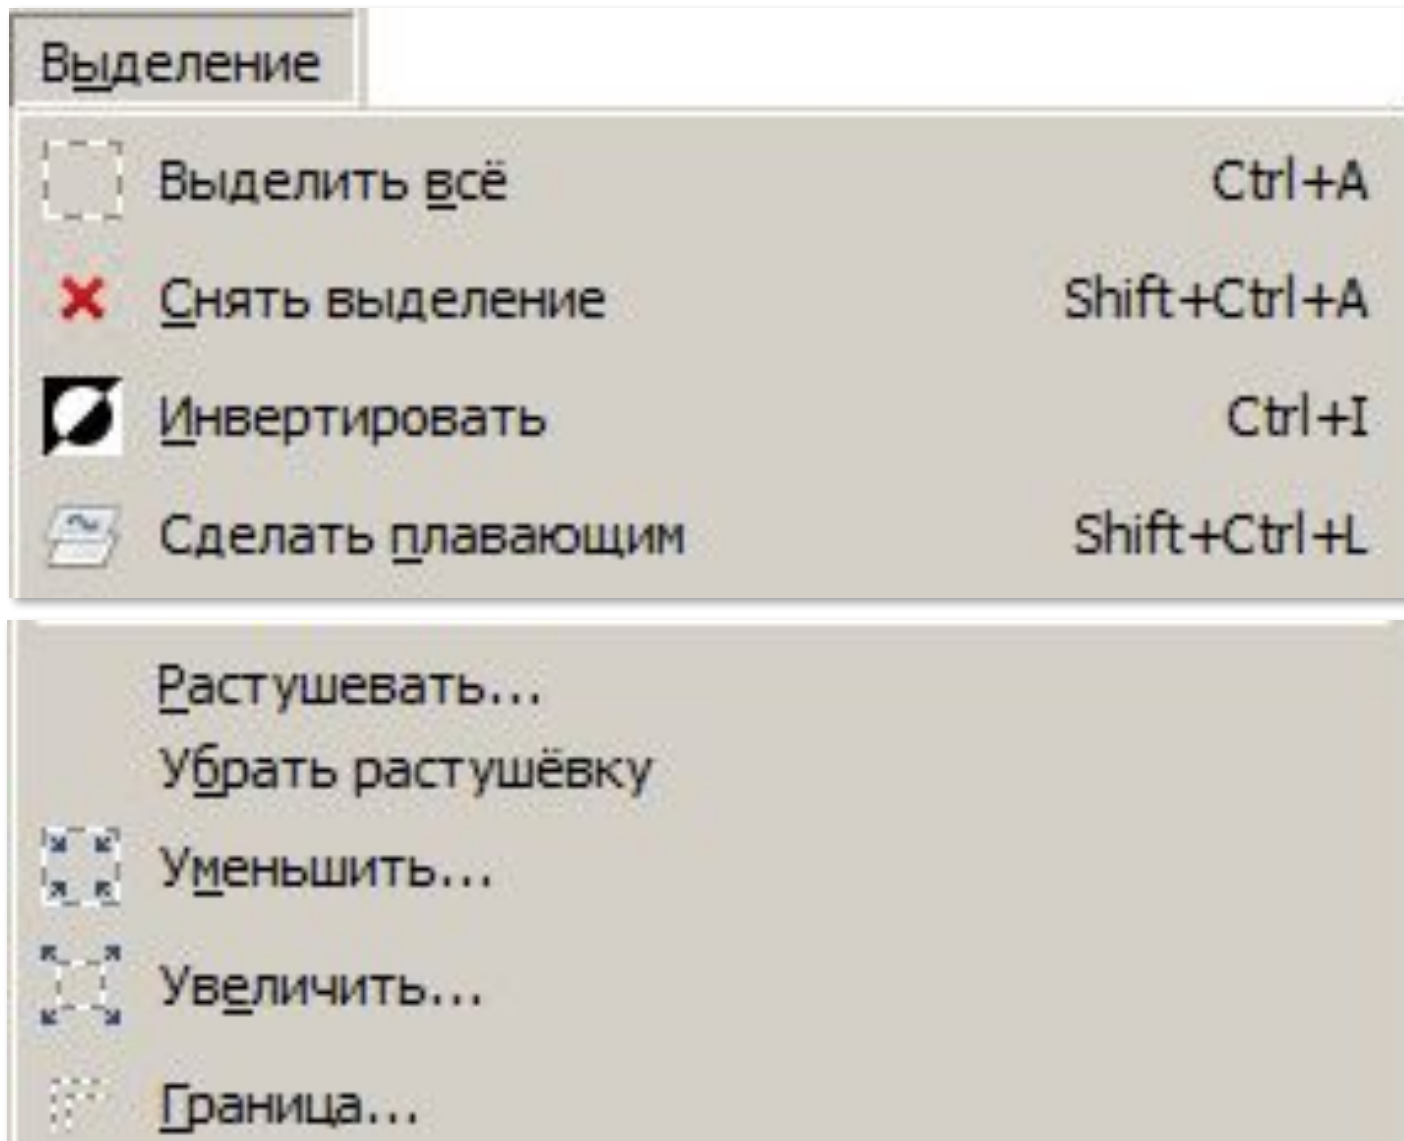 Выделение
Выделить всё Ctrl+A
Снять выделение Shift+Ctrl+A
Инвертировать Ctrl+I
Сделать плавающим Shift+Ctrl+L
Растушевать...
Убрать растушёвку
Уменьшить...
Увеличить...
Граница...